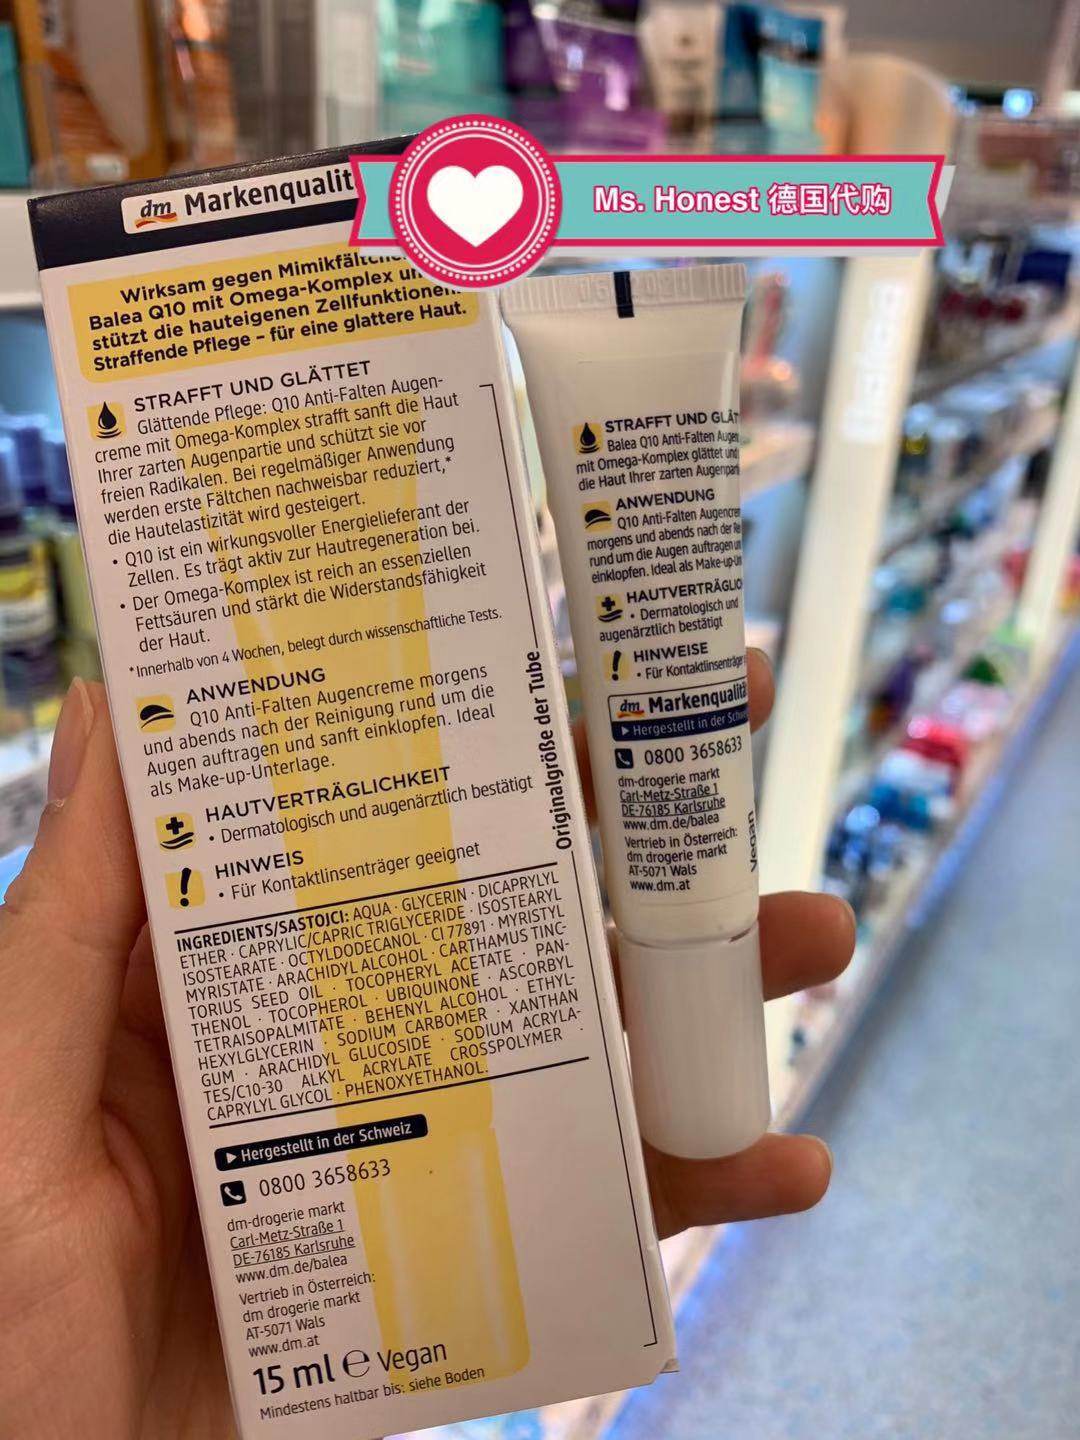 Ms. Honest 德国代购
dm Markenqualit
Wirksam gegen
Balea Q10 mit Omega-Komplex
stützt die hauteigenen Zellfunktionen
Straffende Pflege – für eine glattere Haut.
STRAFFT UND GLÄTTET
Glättende Pflege: Q10 Anti-Falten Augen-
creme mit Omega-Komplex strafft sanft die Haut
Ihrer zarten Augenpartie und schützt sie vor
freien Radikalen. Bei regelmäßiger Anwendung
werden erste Fältchen nachweisbar reduziert,*
die Hautelastizität wird gesteigert.
• Q10 ist ein wirkungsvoller Energielieferant der
Zellen. Es trägt aktiv zur Hautregeneration bei.
• Der Omega-Komplex ist reich an essenziellen
Fettsäuren und stärkt die Widerstandsfähigkeit
der Haut.
*Innerhalb von 4 Wochen, belegt durch wissenschaftliche Tests.
ANWENDUNG
Q10 Anti-Falten Augencreme morgens
und abends nach der Reinigung rund um die
Augen auftragen und sanft einklopfen. Ideal
als Make-up-Unterlage.
HAUTVERTRÄGLICHKEIT
• Dermatologisch und augenärztlich bestätigt
HINWEIS
• Für Kontaktlinsenträger geeignet
Originalgröße der Tube
INGREDIENTS/SASTOJCI: AQUA · GLYCERIN · DICAPRYLYL
ETHER · CAPRYLIC/CAPRIC TRIGLYCERIDE · ISOSTEARYL
ISOSTEARATE · OCTYLDODECANOL · CI 77891 · MYRISTYL
MYRISTATE · ARACHIDYL ALCOHOL · CARTHAMUS TINC-
TORIUS SEED OIL · TOCOPHERYL ACETATE · PAN-
THENOL · TOCOPHEROL · UBIQUINONE · ASCORBYL
TETRAISOPALMITATE · BEHENYL ALCOHOL · ETHYL-
HEXYLGLYCERIN · SODIUM CARBOMER · XANTHAN
GUM · ARACHIDYL GLUCOSIDE · SODIUM ACRYLA-
TES/C10-30 ALKYL ACRYLATE CROSSPOLYMER ·
CAPRYLYL GLYCOL · PHENOXYETHANOL.
Hergestellt in der Schweiz
0800 3658633
dm-drogerie markt
Carl-Metz-Straße 1
DE-76185 Karlsruhe
www.dm.de/balea
Vertrieb in Österreich:
dm drogerie markt
AT-5071 Wals
www.dm.at
15 ml e Vegan
Mindestens haltbar bis: siehe Boden
STRAFFT UND GLÄT
Balea Q10 Anti-Falten Augen
mit Omega-Komplex glättet und
die Haut Ihrer zarten Augenpar
ANWENDUNG
Q10 Anti-Falten Augencre
morgens und abends nach der Rei
rund um die Augen auftragen un
einklopfen. Ideal als Make-up-Un
HAUTVERTRÄGLIC
• Dermatologisch und
augenärztlich bestätigt
HINWEISE
• Für Kontaktlinsenträger
dm Markenqualität
Hergestellt in der Schwei
0800 3658633
dm-drogerie markt
Carl-Metz-Straße 1
DE-76185 Karlsruhe
www.dm.de/balea
Vertrieb in Österreich:
dm drogerie markt
AT-5071 Wals
www.dm.at
Vegan